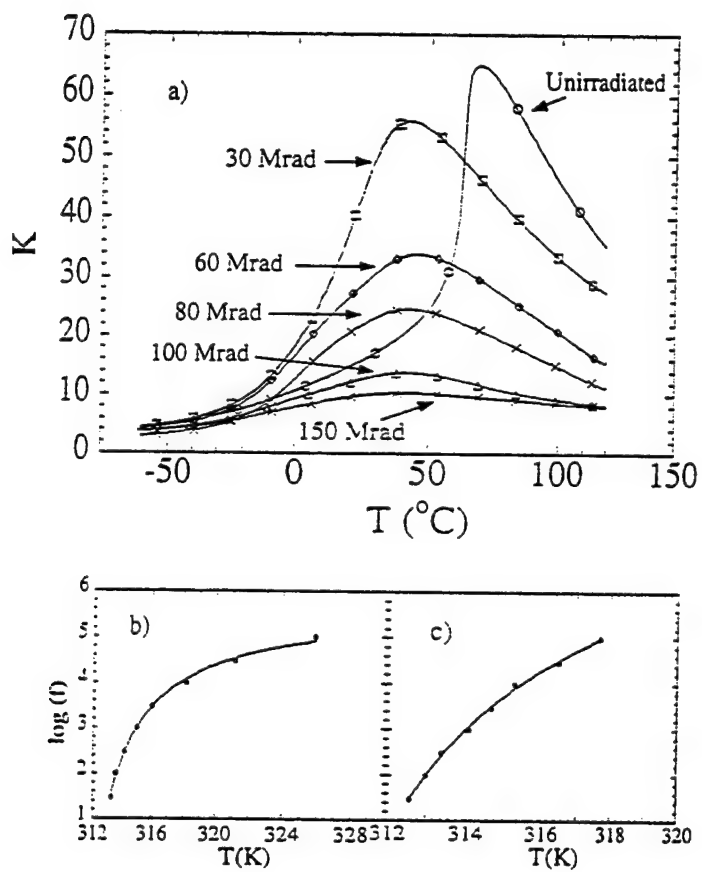 70
60
50
40
30
20
10
0
K
a)
Unirradiated
30 Mrad
60 Mrad
80 Mrad
100 Mrad
150 Mrad
-50 0 50 100 150
T (°C)
6
5
4
3
2
1
log (f)
b)
312 316 320 324 328
T(K)
c)
312 314 316 318 320
T(K)